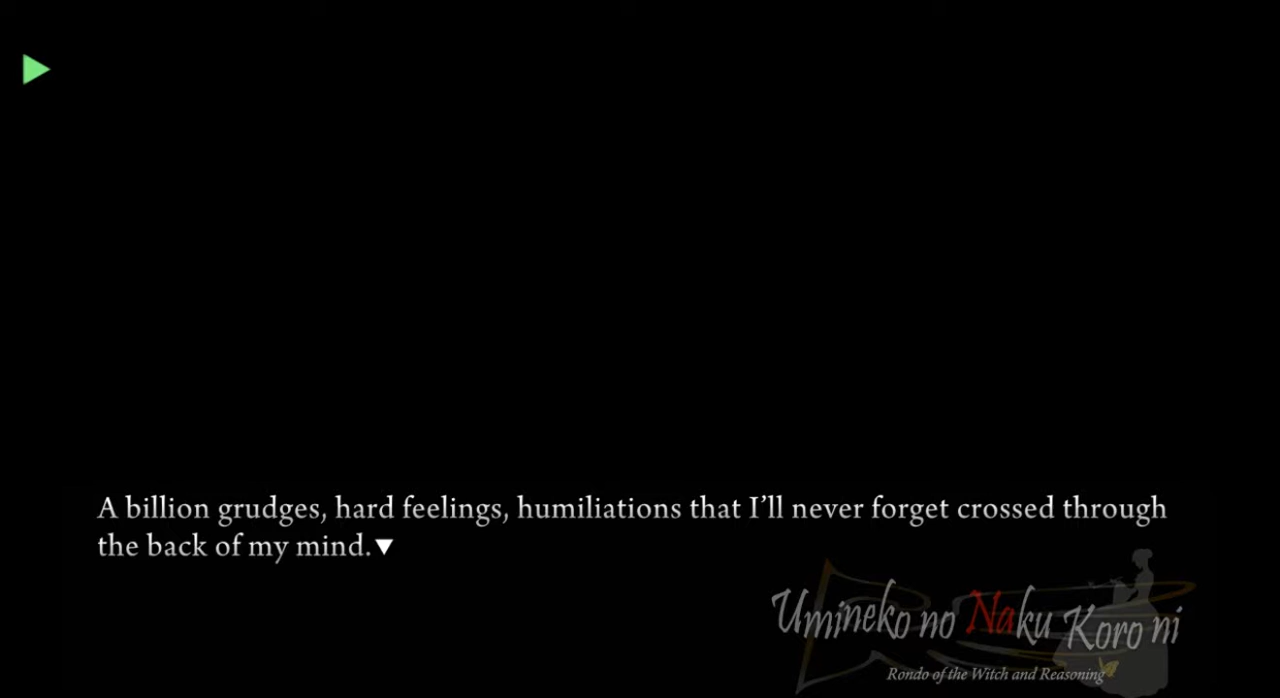 A billion grudges, hard feelings, humiliations that I’ll never forget crossed through
the back of my mind.▼
Umineko no Naku Koro ni
Rondo of the Witch and Reasoning